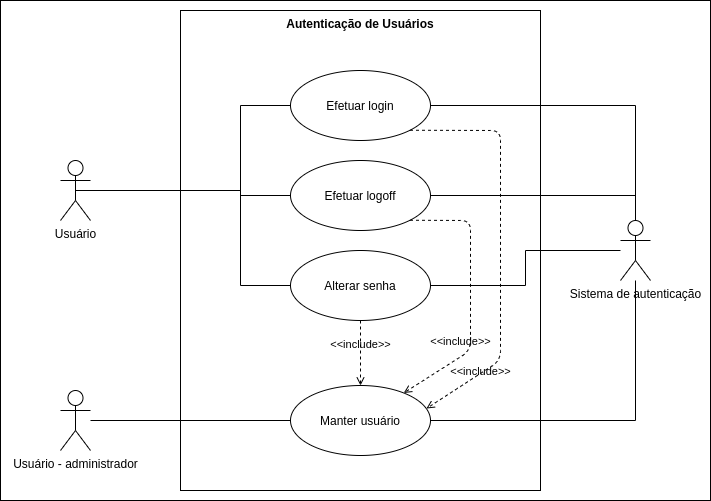 Autenticação de Usuários
Efetuar login
Efetuar logoff
Usuário
Alterar senha
Sistema de autenticação
<<include>>
<<include>>
<<include>>
Manter usuário
Usuário - administrador